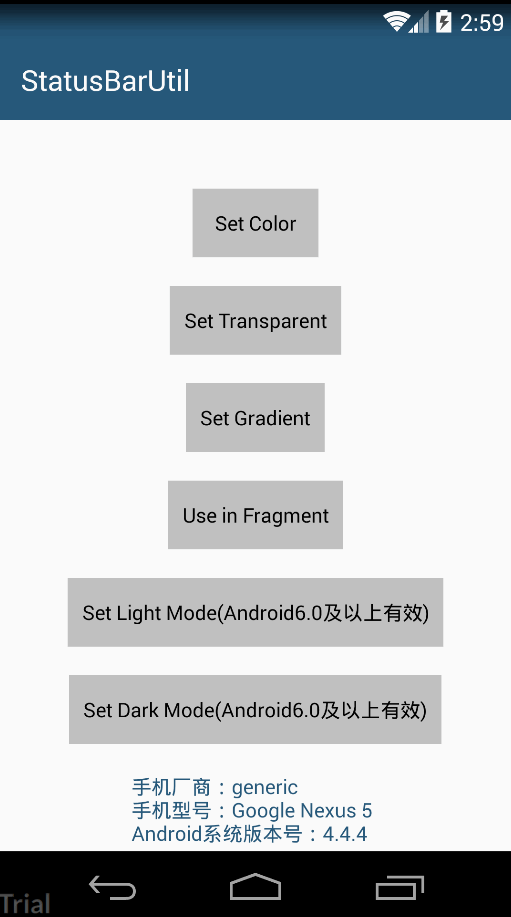 2:59
StatusBarUtil
Set Color
Set Transparent
Set Gradient
Use in Fragment
Set Light Mode(Android6.0及以上有效)
Set Dark Mode(Android6.0及以上有效)
手机厂商：generic
手机型号：Google Nexus 5
Android系统版本号：4.4.4
Trial